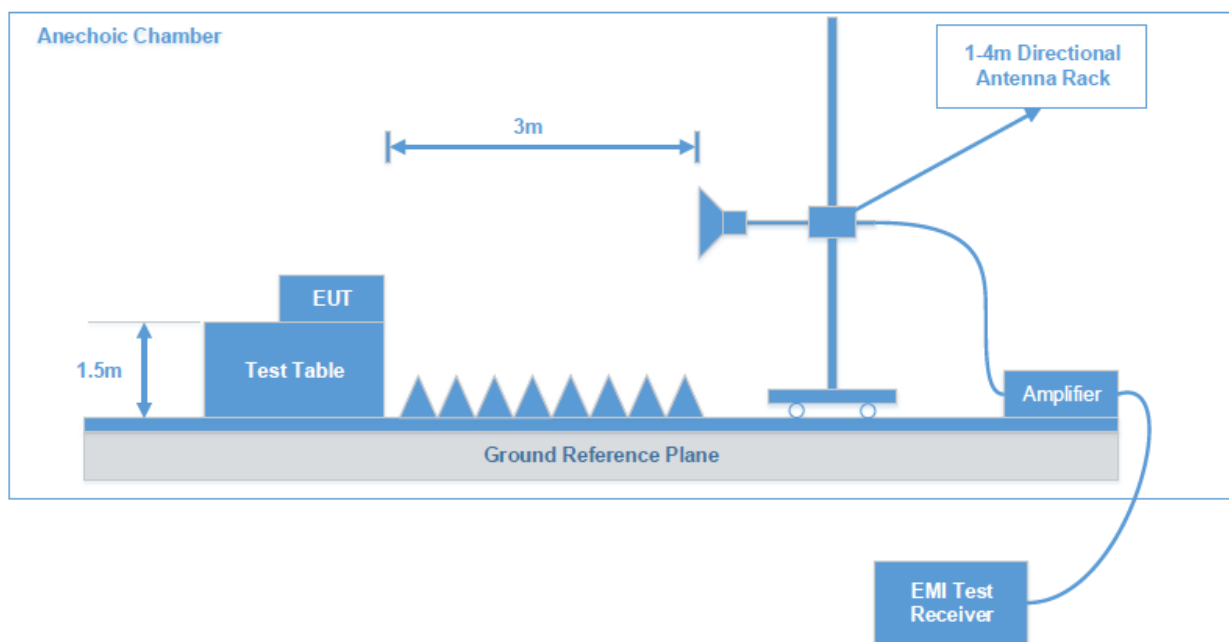 Anechoic Chamber
1-4m Directional
Antenna Rack
3m
EUT
1.5m
Test Table
Amplifier
Ground Reference Plane
EMI Test
Receiver